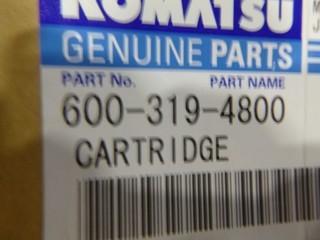 KOMATSU
GENUINE PARTS
PART No. PART NAME
600-319-4800
CARTRIDGE